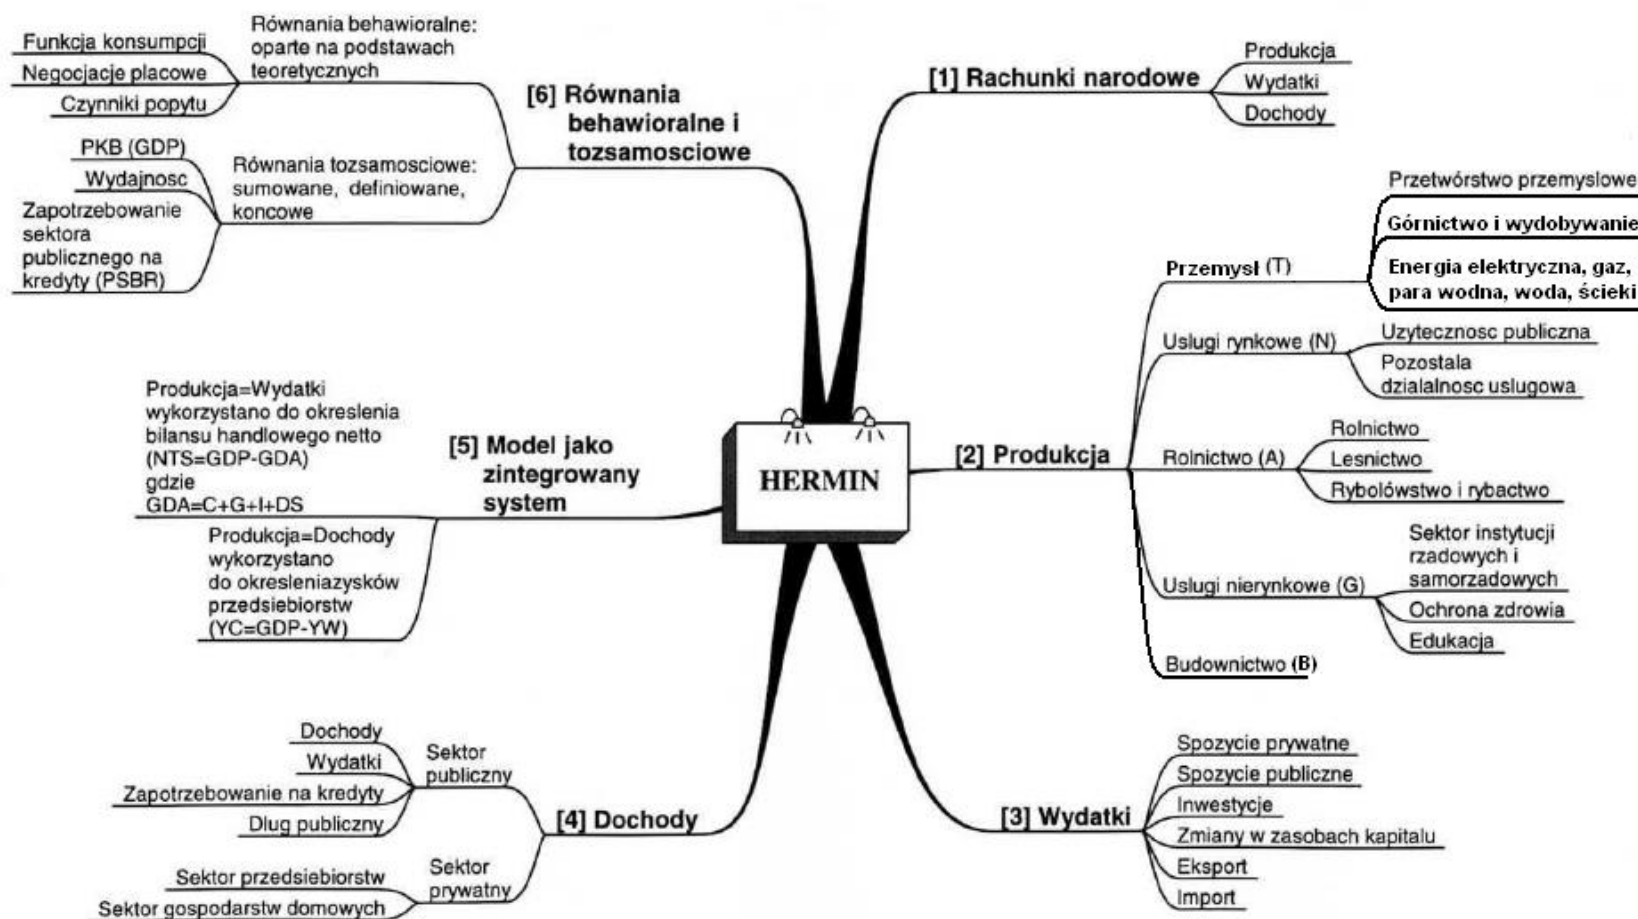 HERMIN
[1] Rachunki narodowe
Produkcja
Wydatki
Dochody
[2] Produkcja
Przemysł (T)
Przetwórstwo przemyslowe
Górnictwo i wydobywanie
Energia elektryczna, gaz,
para wodna, woda, ścieki
Uslugi rynkowe (N)
Uzytecznosc publiczna
Pozostala
dzialalnosc uslugowa
Rolnictwo (A)
Rolnictwo
Lesnictwo
Rybolówstwo i rybactwo
Uslugi nierynkowe (G)
Sektor instytucji
rzadowych i
samorzadowych
Ochrona zdrowia
Edukacja
Budownictwo (B)
[3] Wydatki
Spozycie prywatne
Spozycie publiczne
Inwestycje
Zmiany w zasobach kapitalu
Eksport
Import
[4] Dochody
Sektor
publiczny
Dochody
Wydatki
Zapotrzebowanie na kredyty
Dlug publiczny
Sektor
prywatny
Sektor przedsiebiorstw
Sektor gospodarstw domowych
[5] Model jako
zintegrowany
system
Produkcja=Wydatki
wykorzystano do okreslenia
bilansu handlowego netto
(NTS=GDP-GDA)
gdzie
GDA=C+G+I+DS
Produkcja=Dochody
wykorzystano
do okresleniazysków
przedsiebiorstw
(YC=GDP-YW)
[6] Równania
behawioralne i
tozsamosciowe
Równania behawioralne:
oparte na podstawach
teoretycznych
Funkcja konsumpcji
Negocjacje placowe
Czynniki popytu
Równania tozsamosciowe:
sumowane, definiowane,
koncowe
PKB (GDP)
Wydajnosc
Zapotrzebowanie
sektora
publicznego na
kredyty (PSBR)